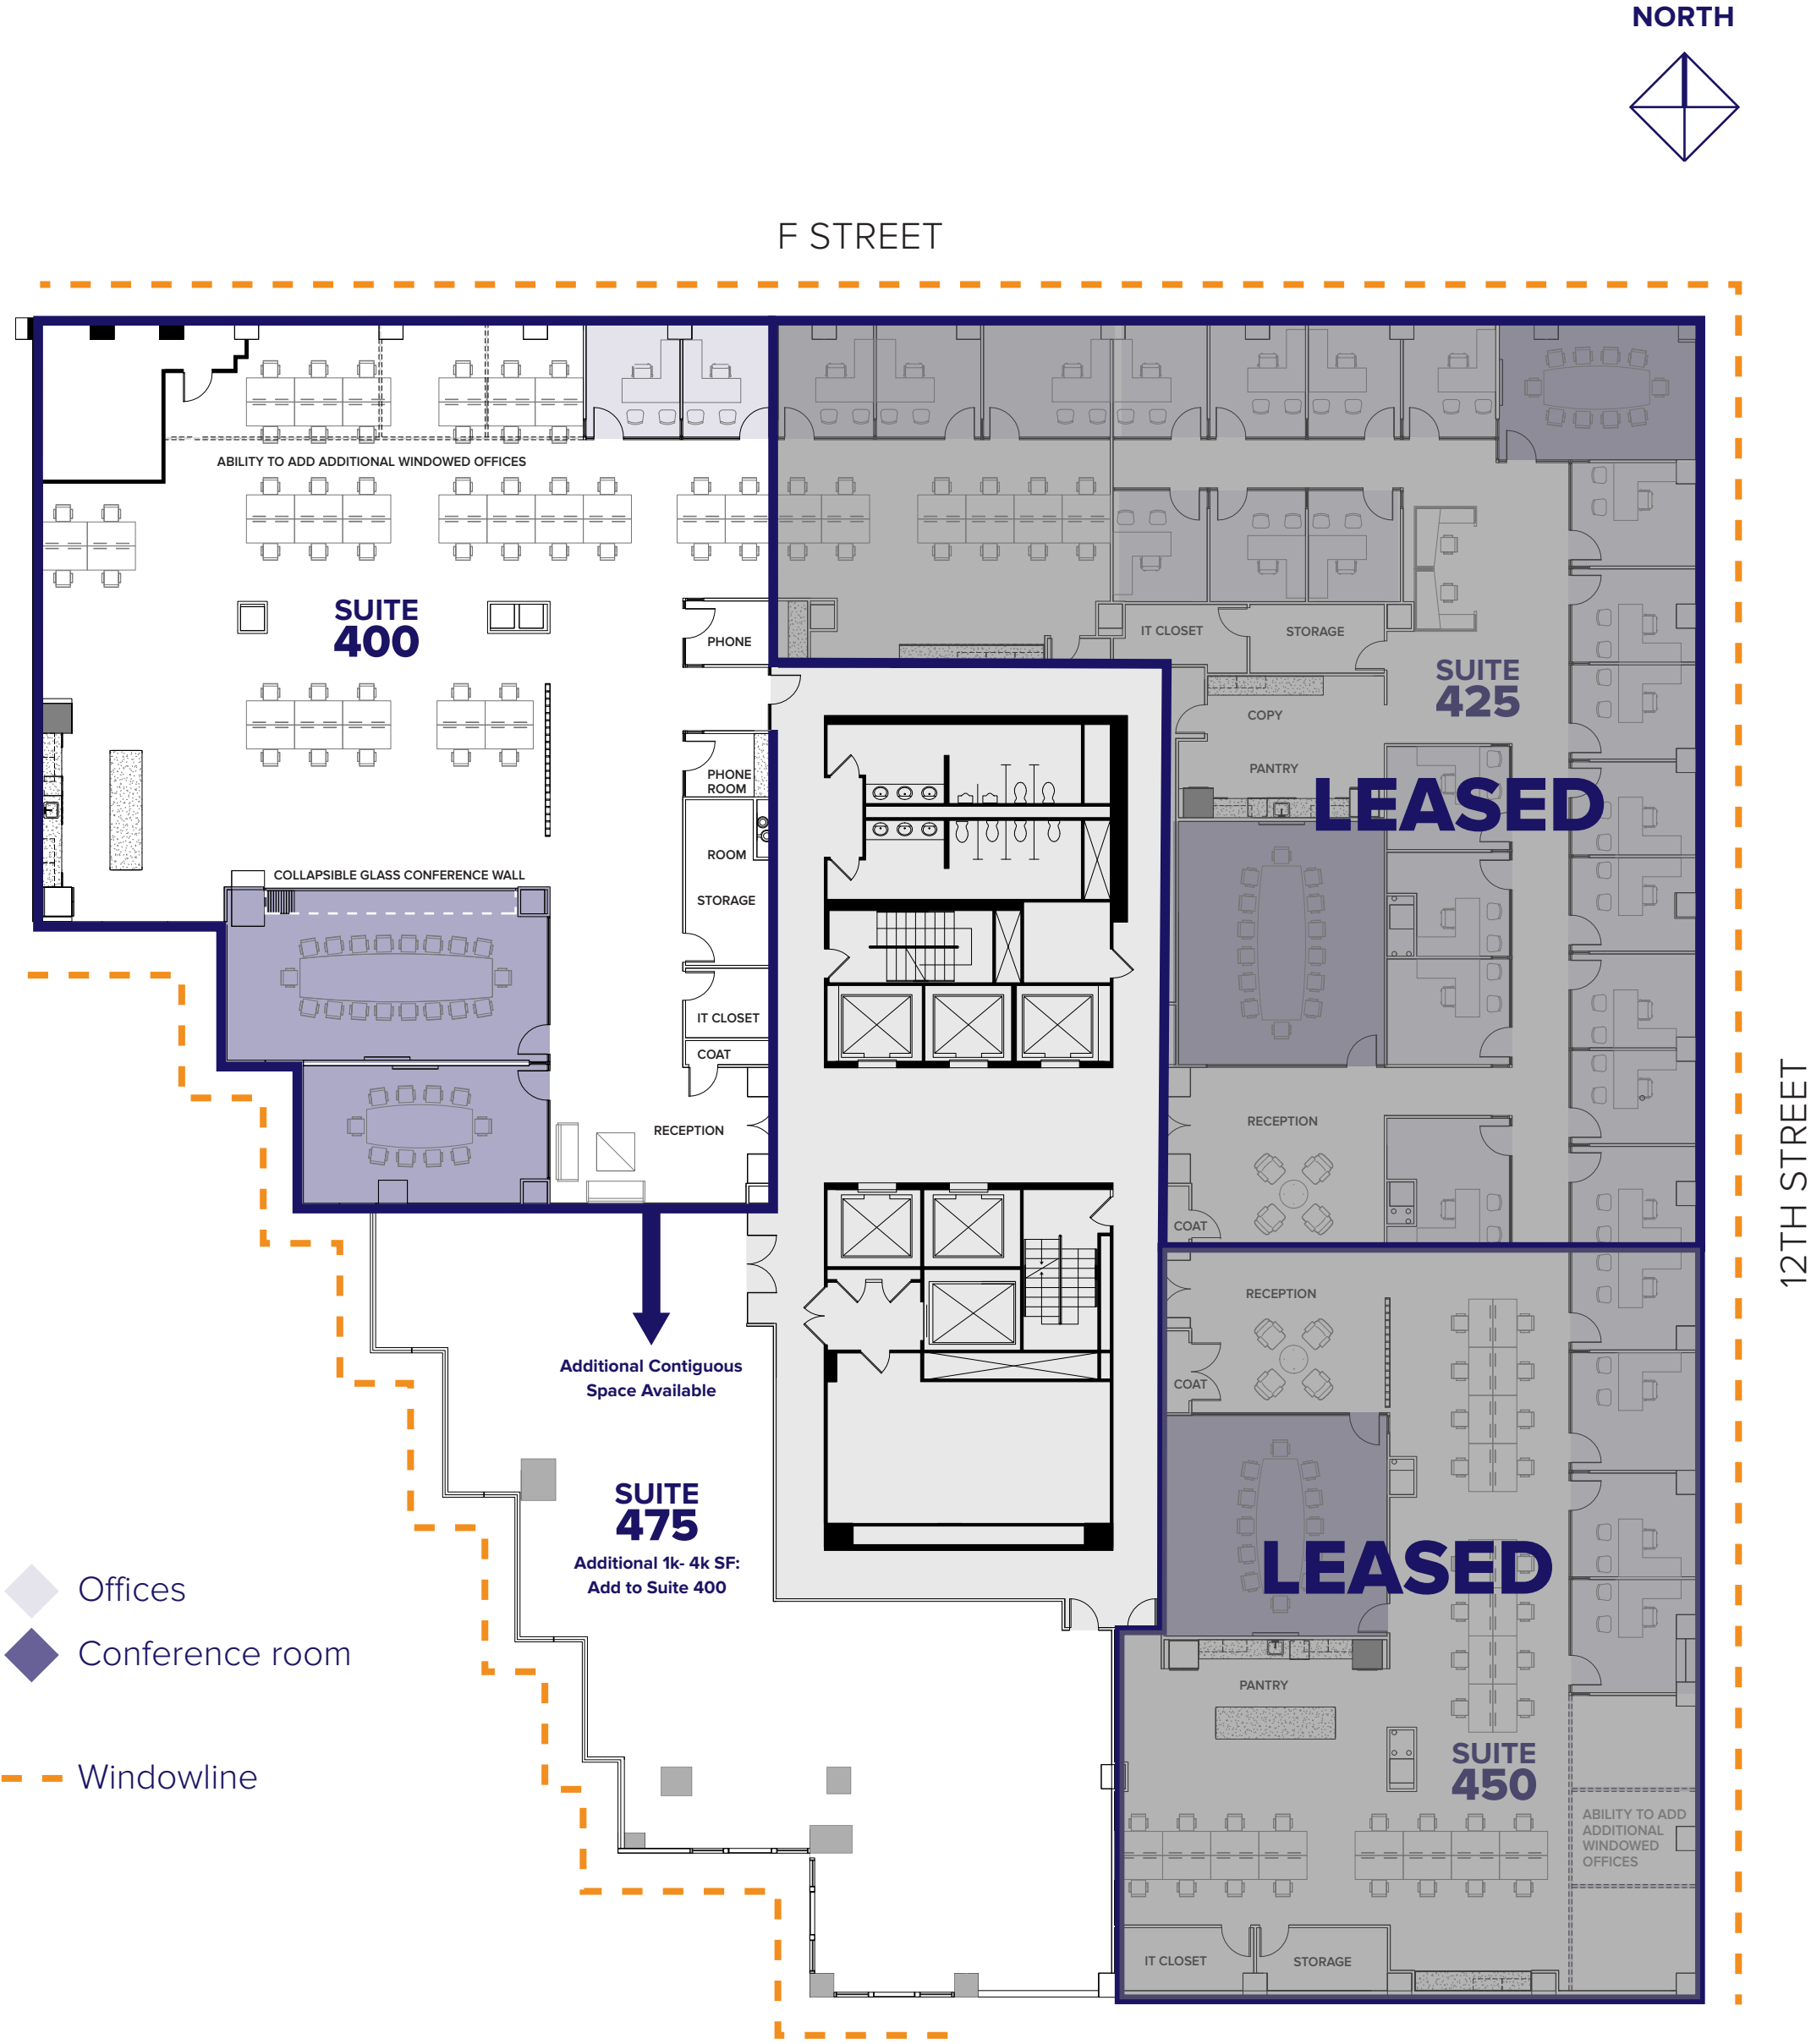 NORTH
F STREET
ABILITY TO ADD ADDITIONAL WINDOWED OFFICES
SUITE
400
PHONE
IT CLOSET
STORAGE
SUITE
425
COPY
PANTRY
LEASED
PHONE
ROOM
ROOM
STORAGE
COLLAPSIBLE GLASS CONFERENCE WALL
IT CLOSET
COAT
RECEPTION
RECEPTION
COAT
12TH STREET
RECEPTION
COAT
Additional Contiguous
Space Available
SUITE
475
Additional 1k- 4k SF:
Add to Suite 400
LEASED
Offices
Conference room
Windowline
PANTRY
SUITE
450
ABILITY TO ADD
ADDITIONAL
WINDOWED
OFFICES
IT CLOSET
STORAGE